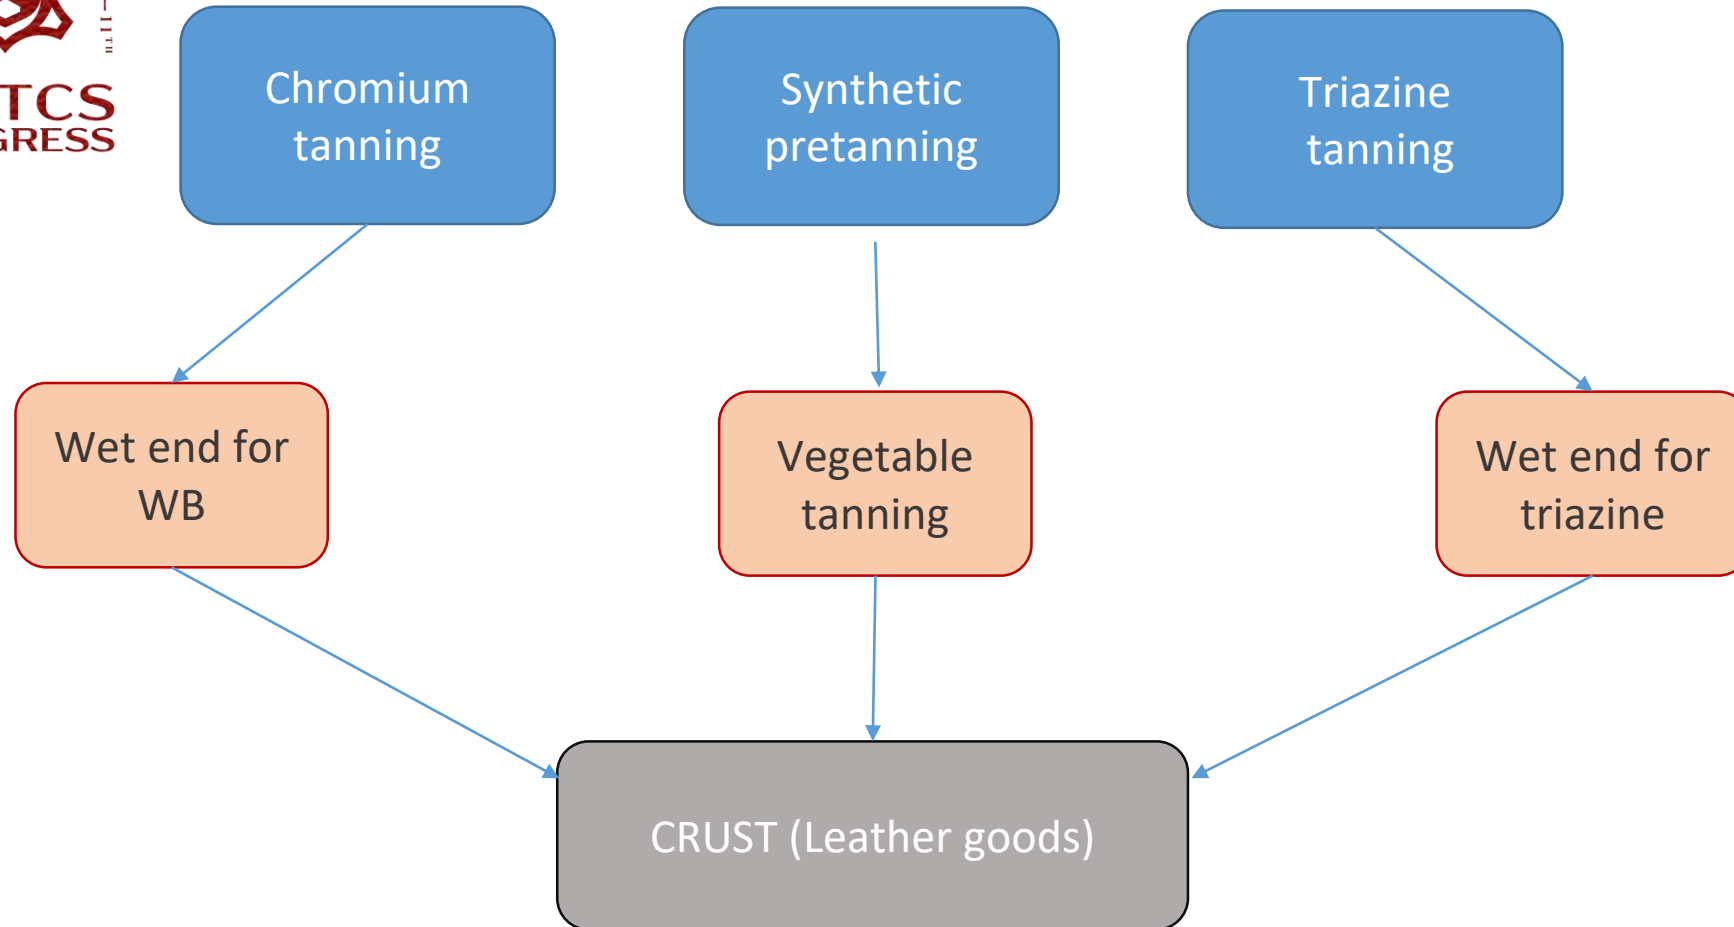 11TH
TCS
GRESS
Chromium
tanning
Synthetic
pretanning
Triazine
tanning
Wet end for
WB
Vegetable
tanning
Wet end for
triazine
CRUST (Leather goods)